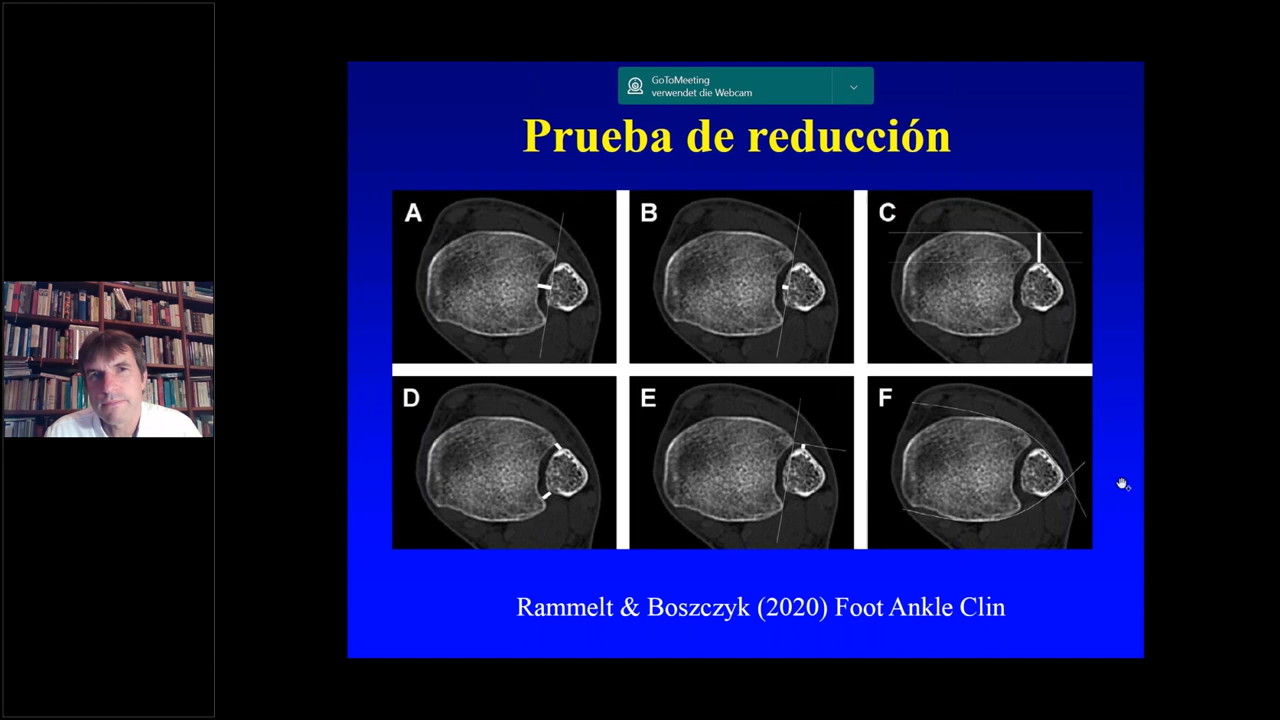 GoToMeeting
verwendet die Webcam
Prueba de reducción
A
B
C
D
E
F
Rammelt & Boszczyk (2020) Foot Ankle Clin